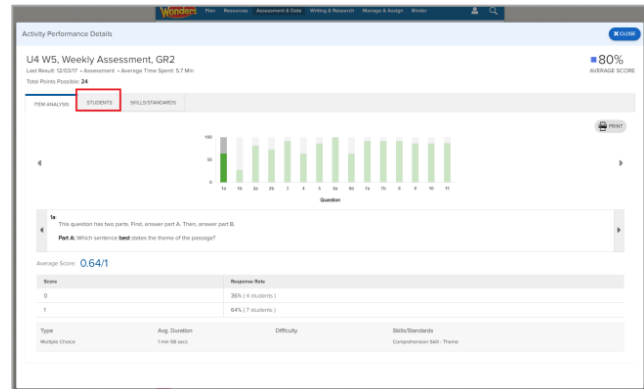 Wonders Plan Resources Assessment & Data Writing & Research Manage & Assign Binder
Activity Performance Details
X CLOSE
U4 W5, Weekly Assessment, GR2
80%
Last Result: 12/03/17 • Assessment • Average Time Spent: 5.7 Min
AVERAGE SCORE
Total Points Possible: 24
ITEM ANALYSIS STUDENTS SKILLS/STANDARDS
PRINT
100
50
0
1a 1b 2a 2b 3 4 5 6a 6b 7a 7b 8 9 10 11
Question
1a:
This question has two parts. First, answer part A. Then, answer part B.
Part A: Which sentence best states the theme of the passage?
Average Score: 0.64/1
Score Response Rate
0 36% ( 4 students )
1 64% ( 7 students )
Type Avg. Duration Difficulty Skills/Standards
Multiple Choice 1 min 58 secs Comprehension Skill - Theme